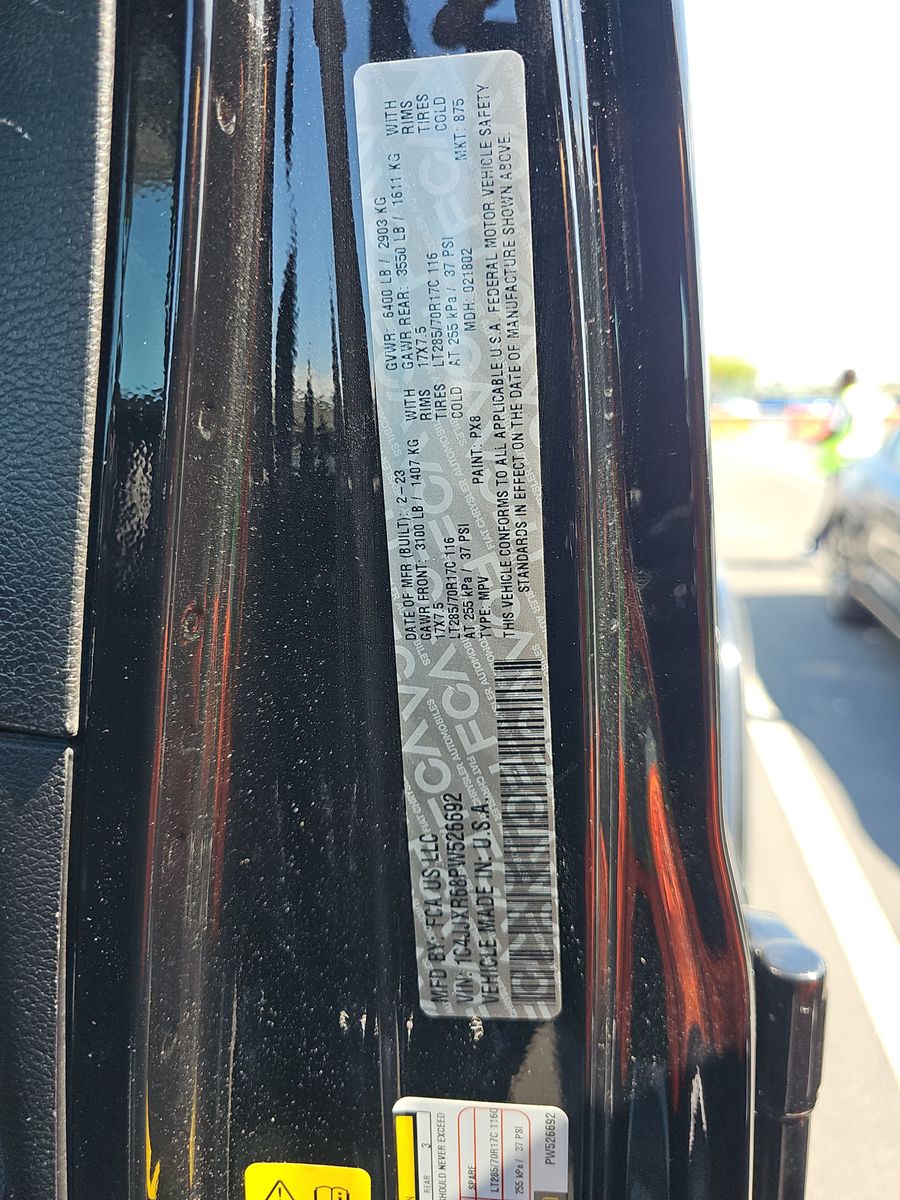 MFD BY: FCA US LLC
DATE OF MFR (BUILT): 2-23
GVWR: 6400 LB / 2903 KG
VIN: 1C4JJXR68PW526692
GAWR FRONT: 3100 LB / 1407 KG WITH
GAWR REAR: 3550 LB / 1611 KG WITH
17X7.5 RIMS
17X7.5 RIMS
LT285/70R17C 116 TIRES
LT285/70R17C 116 TIRES
AT 255 kPa / 37 PSI COLD
AT 255 kPa / 37 PSI COLD
VEHICLE MADE IN: U.S.A.
TYPE: MPV
PAINT: PX8
MDH: 021802
MKT: 875
THIS VEHICLE CONFORMS TO ALL APPLICABLE U.S.A. FEDERAL MOTOR VEHICLE SAFETY
STANDARDS IN EFFECT ON THE DATE OF MANUFACTURE SHOWN ABOVE.
REAR 3
SHOULD NEVER EXCEED
SPARE
LT285/70R17C 116Q
255 kPa / 37 PSI
PW526692